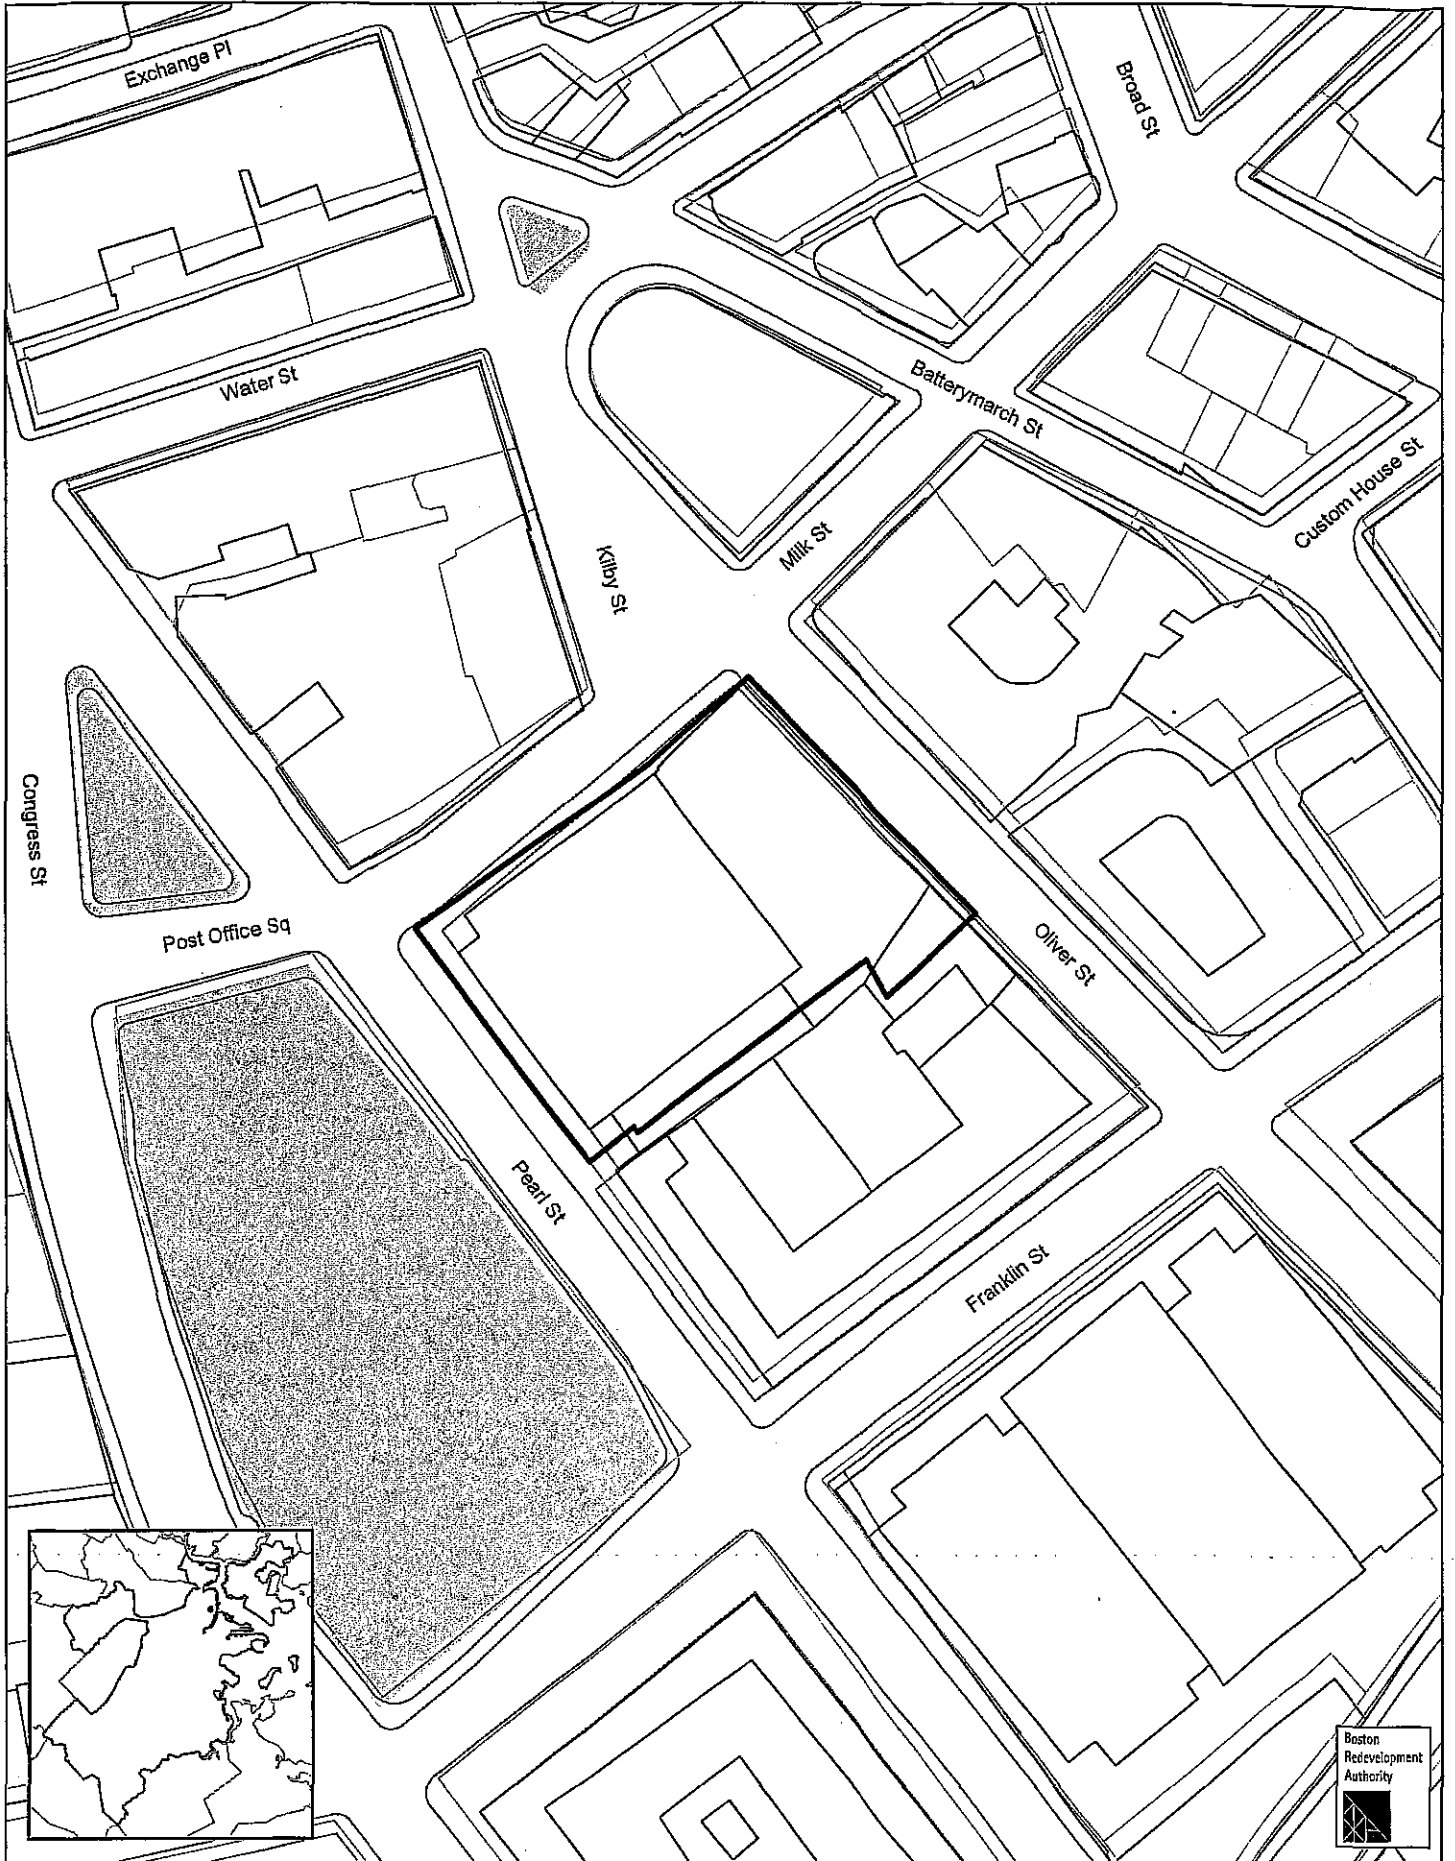 Exchange Pl
Broad St
Water St
Batterymarch St
Custom House St
Milk St
Kilby St
Congress St
Post Office Sq
Oliver St
Pearl St
Franklin St
Boston
Redevelopment
Authority